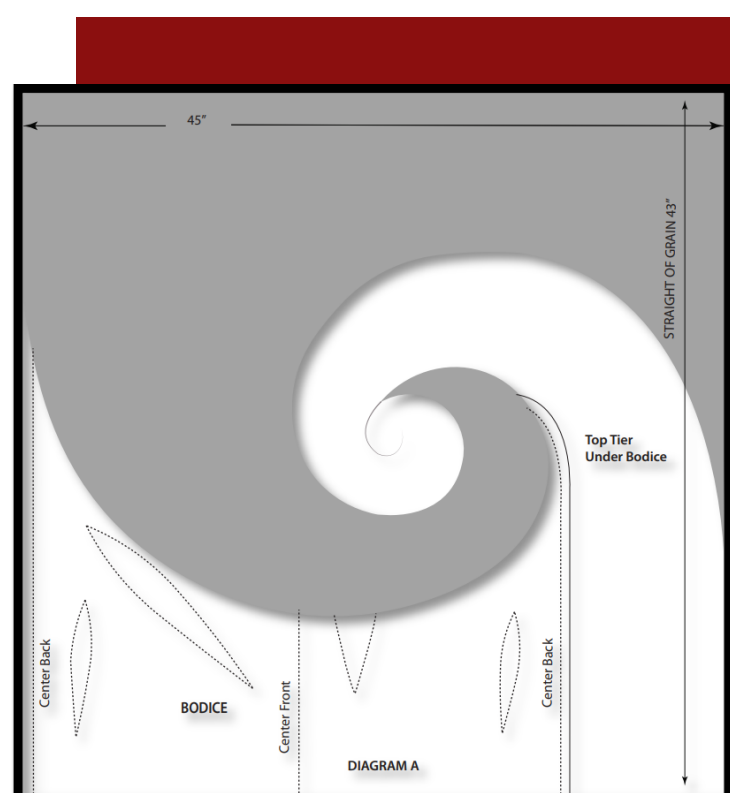 45”
STRAIGHT OF GRAIN 43”
Top Tier
Under Bodice
Center Back
BODICE
Center Front
Center Back
DIAGRAM A